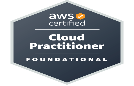 aws
certified
Cloud
Practitioner
FOUNDATIONAL